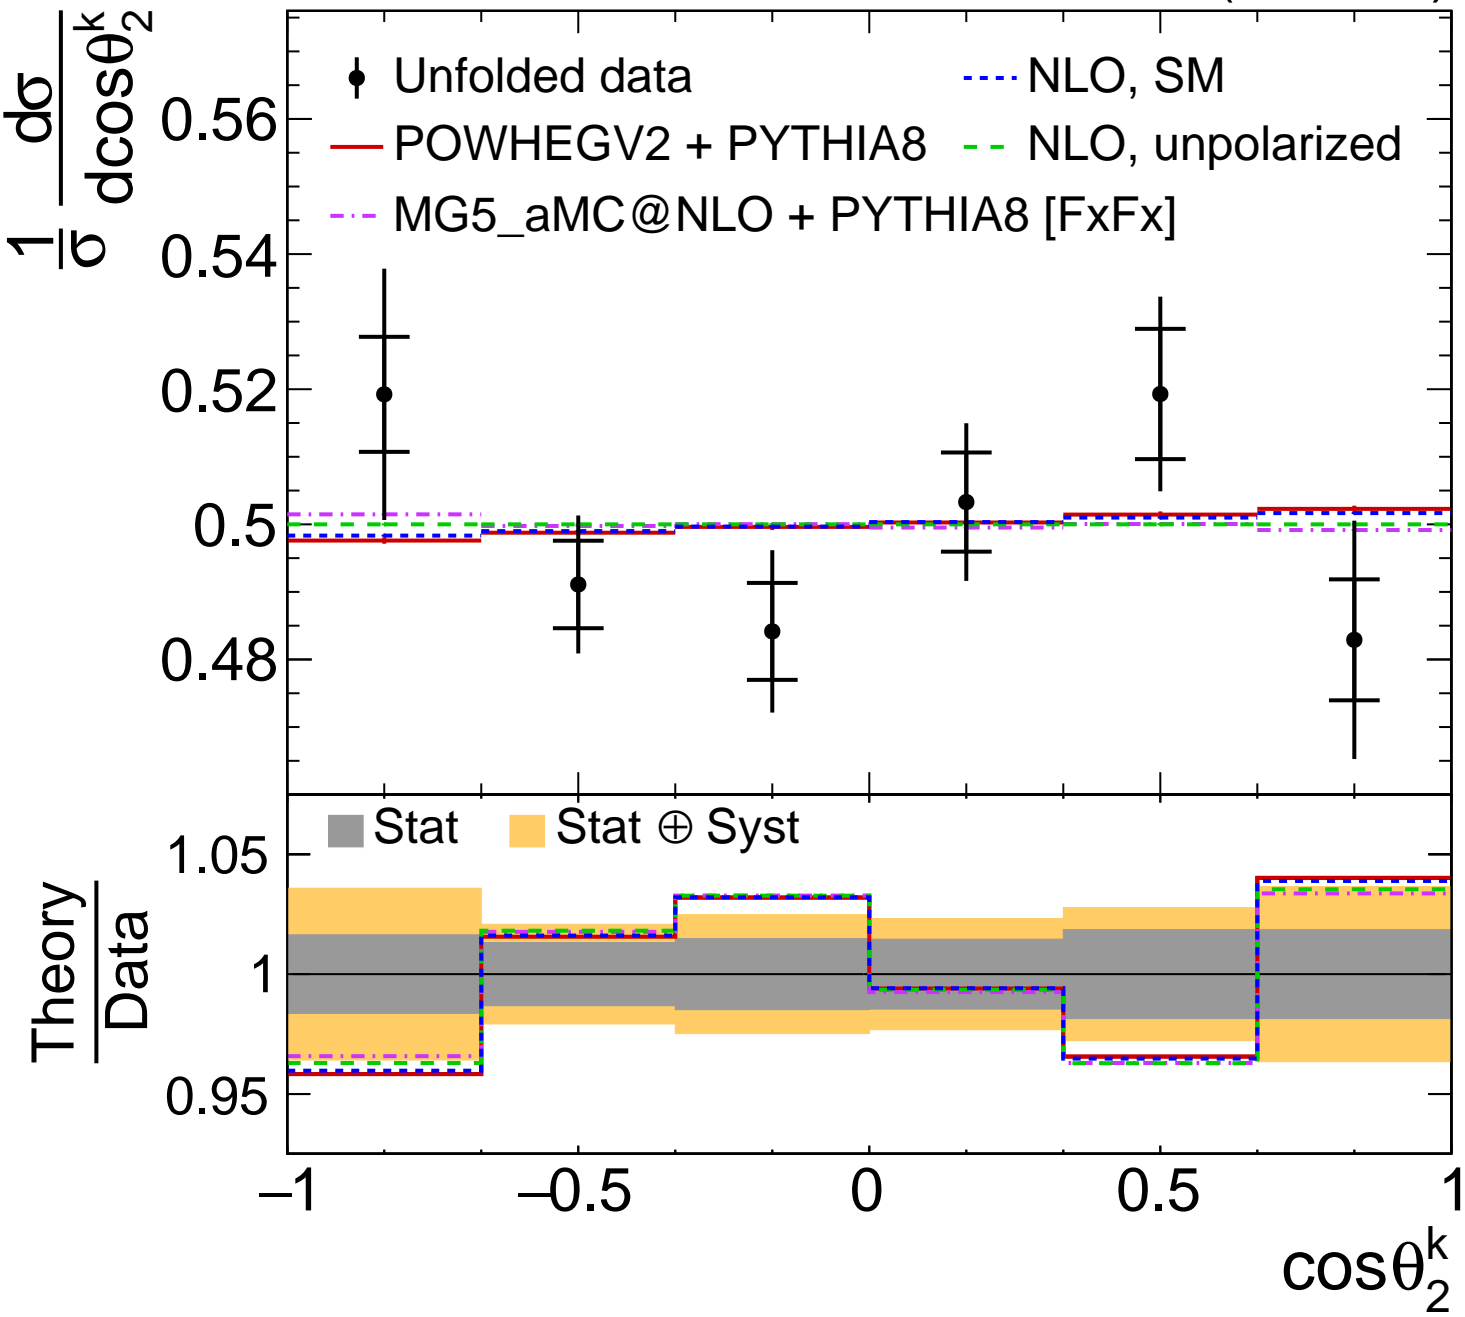 1/σ dσ/dcosθ₂ᵏ
Unfolded data
NLO, SM
POWHEGV2 + PYTHIA8
NLO, unpolarized
MG5_aMC@NLO + PYTHIA8 [FxFx]
0.56
0.54
0.52
0.5
0.48
Stat
Stat ⊕ Syst
Theory/Data
1.05
1
0.95
–1
–0.5
0
0.5
1
cosθ₂ᵏ